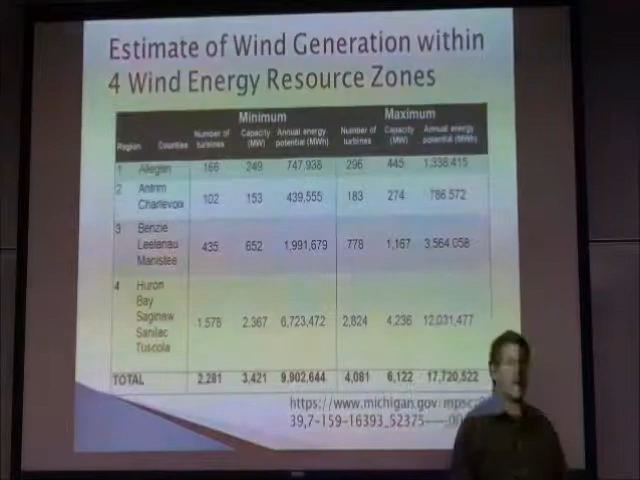 Estimate of Wind Generation within
4 Wind Energy Resource Zones
Minimum Maximum
Region Counties Number of turbines Capacity (MW) Annual energy potential (MWh) Number of turbines Capacity (MW) Annual energy potential (MWh)
1 Allegan 166 249 747,938 296 445 1,338,415
2 Antrim
Charlevoix 102 153 439,555 183 274 786,572
3 Benzie
Leelanau 435 652 1,991,679 778 1,167 3,564,058
Manistee
4 Huron
Bay
Saginaw 1,578 2,367 6,723,472 2,824 4,236 12,031,477
Sanilac
Tuscola
TOTAL 2,281 3,421 9,902,644 4,081 6,122 17,720,522
https://www.michigan.gov/mpsc/
39,7-159-16393_52375----00